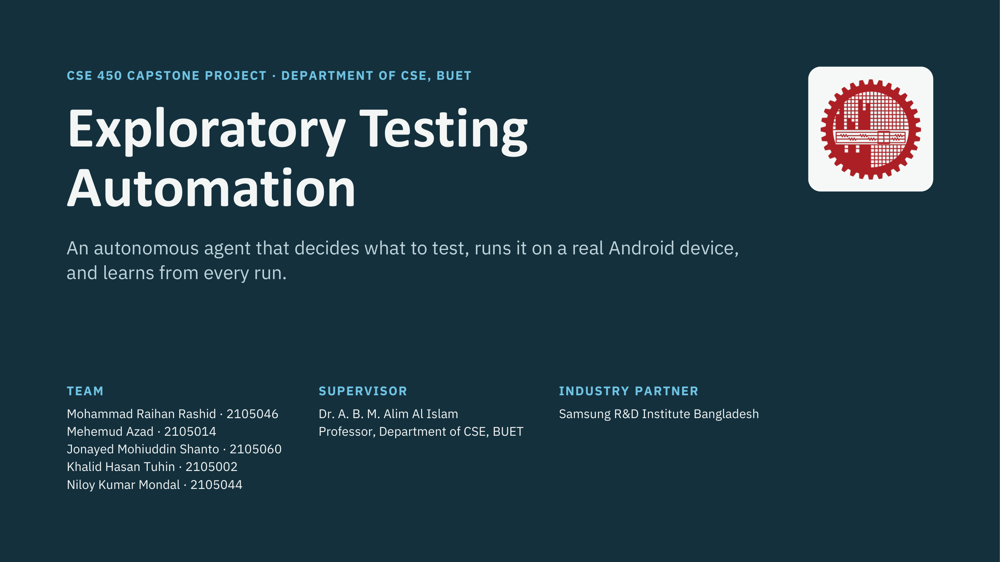 CSE 450 CAPSTONE PROJECT · DEPARTMENT OF CSE, BUET
Exploratory Testing
Automation
An autonomous agent that decides what to test, runs it on a real Android device,
and learns from every run.
TEAM
Mohammad Raihan Rashid · 2105046
Mehemud Azad · 2105014
Jonayed Mohiuddin Shanto · 2105060
Khalid Hasan Tuhin · 2105002
Niloy Kumar Mondal · 2105044
SUPERVISOR
Dr. A. B. M. Alim Al Islam
Professor, Department of CSE, BUET
INDUSTRY PARTNER
Samsung R&D Institute Bangladesh